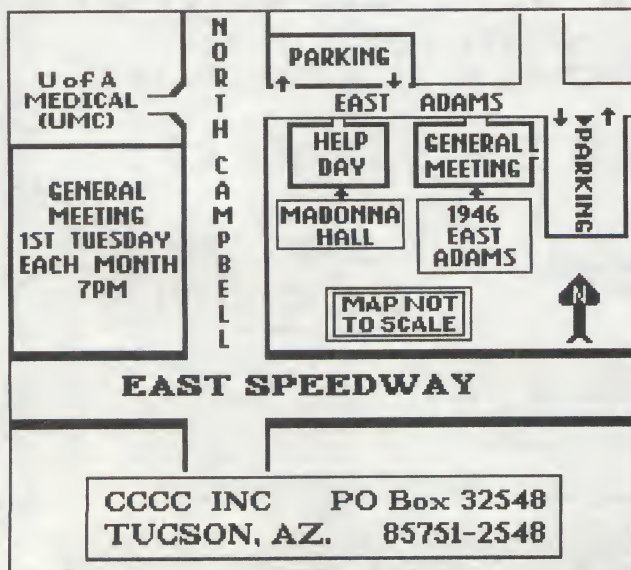 NORTH CAMPBELL
U of A
MEDICAL
(UMC)
PARKING
EAST ADAMS
HELP
DAY
GENERAL
MEETING
PARKING
GENERAL
MEETING
1ST TUESDAY
EACH MONTH
7PM
MADONNA
HALL
1946
EAST
ADAMS
N
MAP NOT
TO SCALE
EAST SPEEDWAY
CCCC INC PO Box 32548
TUCSON, AZ. 85751-2548